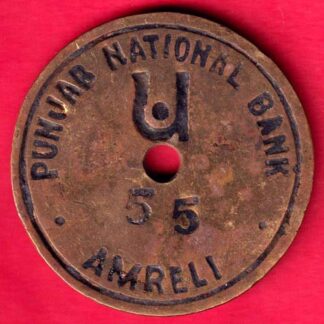 PUNJAB NATIONAL BANK
55
AMRELI